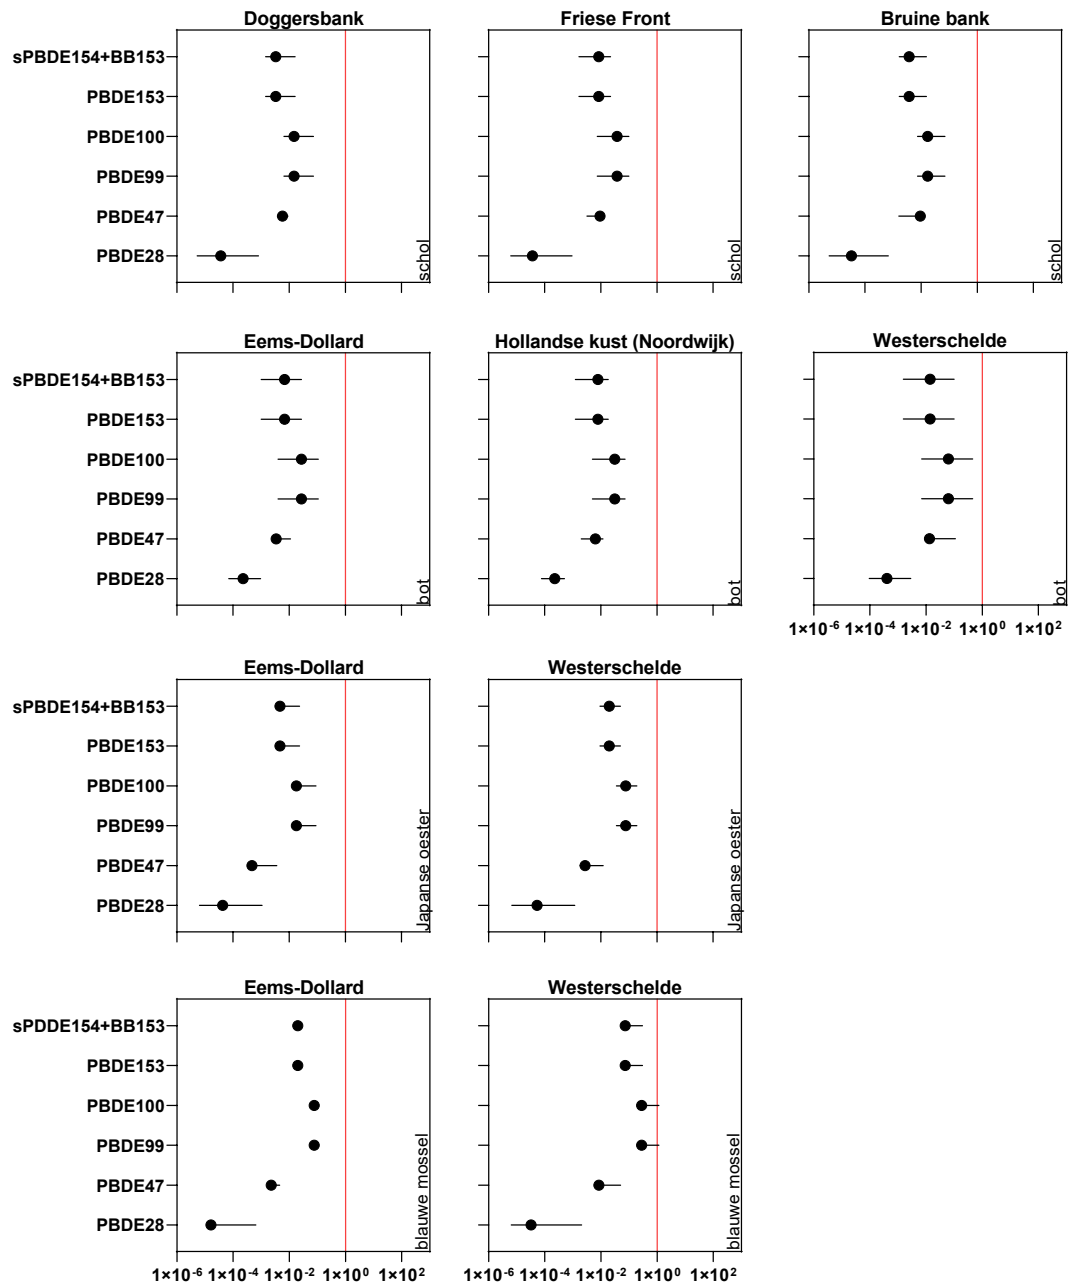 Doggersbank Friese Front Bruine bank
sPBDE154+BB153
PBDE153
PBDE100
PBDE99
PBDE47
PBDE28
schol schol schol
Eems-Dollard Hollandse kust (Noordwijk) Westerschelde
sPBDE154+BB153
PBDE153
PBDE100
PBDE99
PBDE47
PBDE28
bot bot bot
1×10⁻⁶ 1×10⁻⁴ 1×10⁻² 1×10⁰ 1×10²
Eems-Dollard Westerschelde
sPBDE154+BB153
PBDE153
PBDE100
PBDE99
PBDE47
PBDE28
Japanse oester Japanse oester
Eems-Dollard Westerschelde
sPDDE154+BB153
PBDE153
PBDE100
PBDE99
PBDE47
PBDE28
blauwe mossel blauwe mossel
1×10⁻⁶ 1×10⁻⁴ 1×10⁻² 1×10⁰ 1×10² 1×10⁻⁶ 1×10⁻⁴ 1×10⁻² 1×10⁰ 1×10²